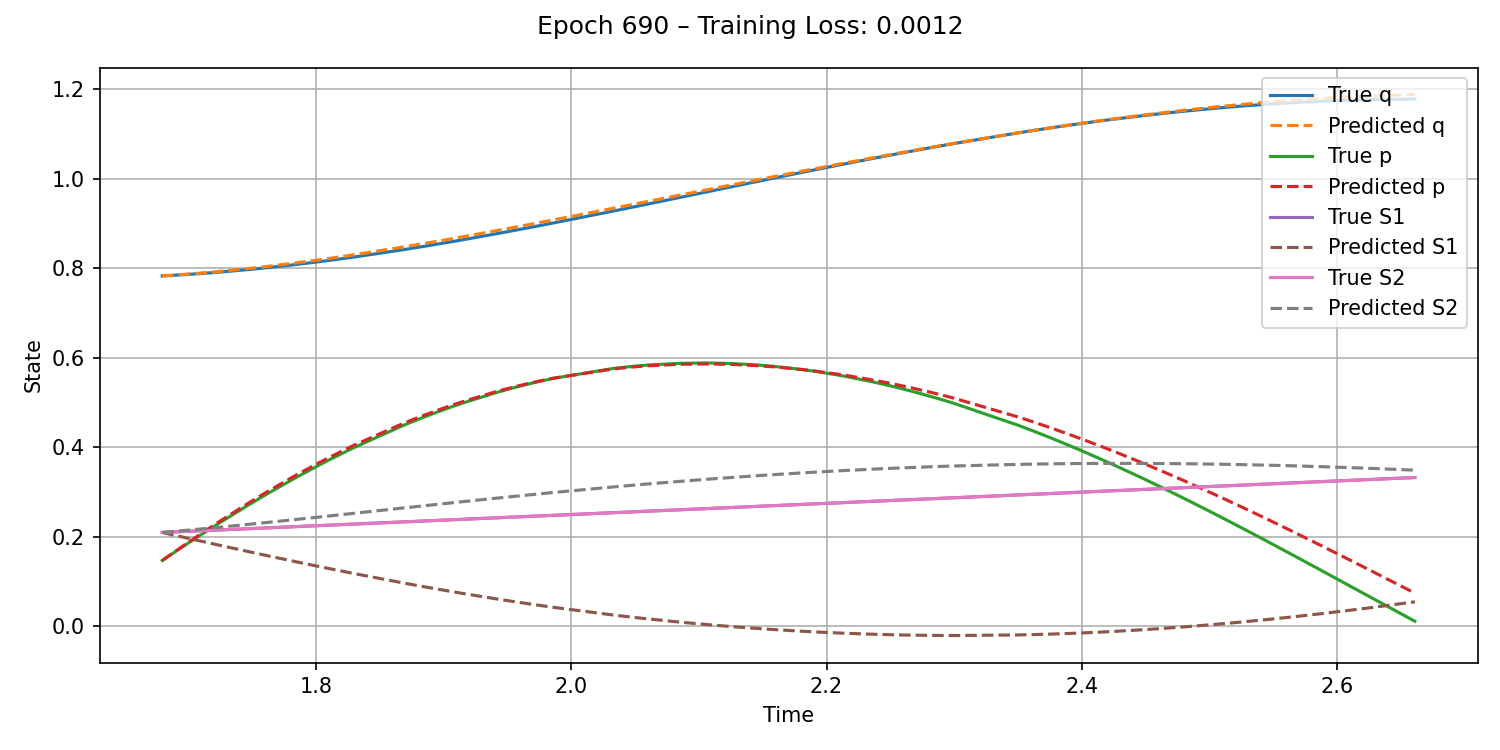 Epoch 690 – Training Loss: 0.0012
1.2
1.0
0.8
0.6
0.4
0.2
0.0
State
True q
Predicted q
True p
Predicted p
True S1
Predicted S1
True S2
Predicted S2
1.8
2.0
2.2
2.4
2.6
Time